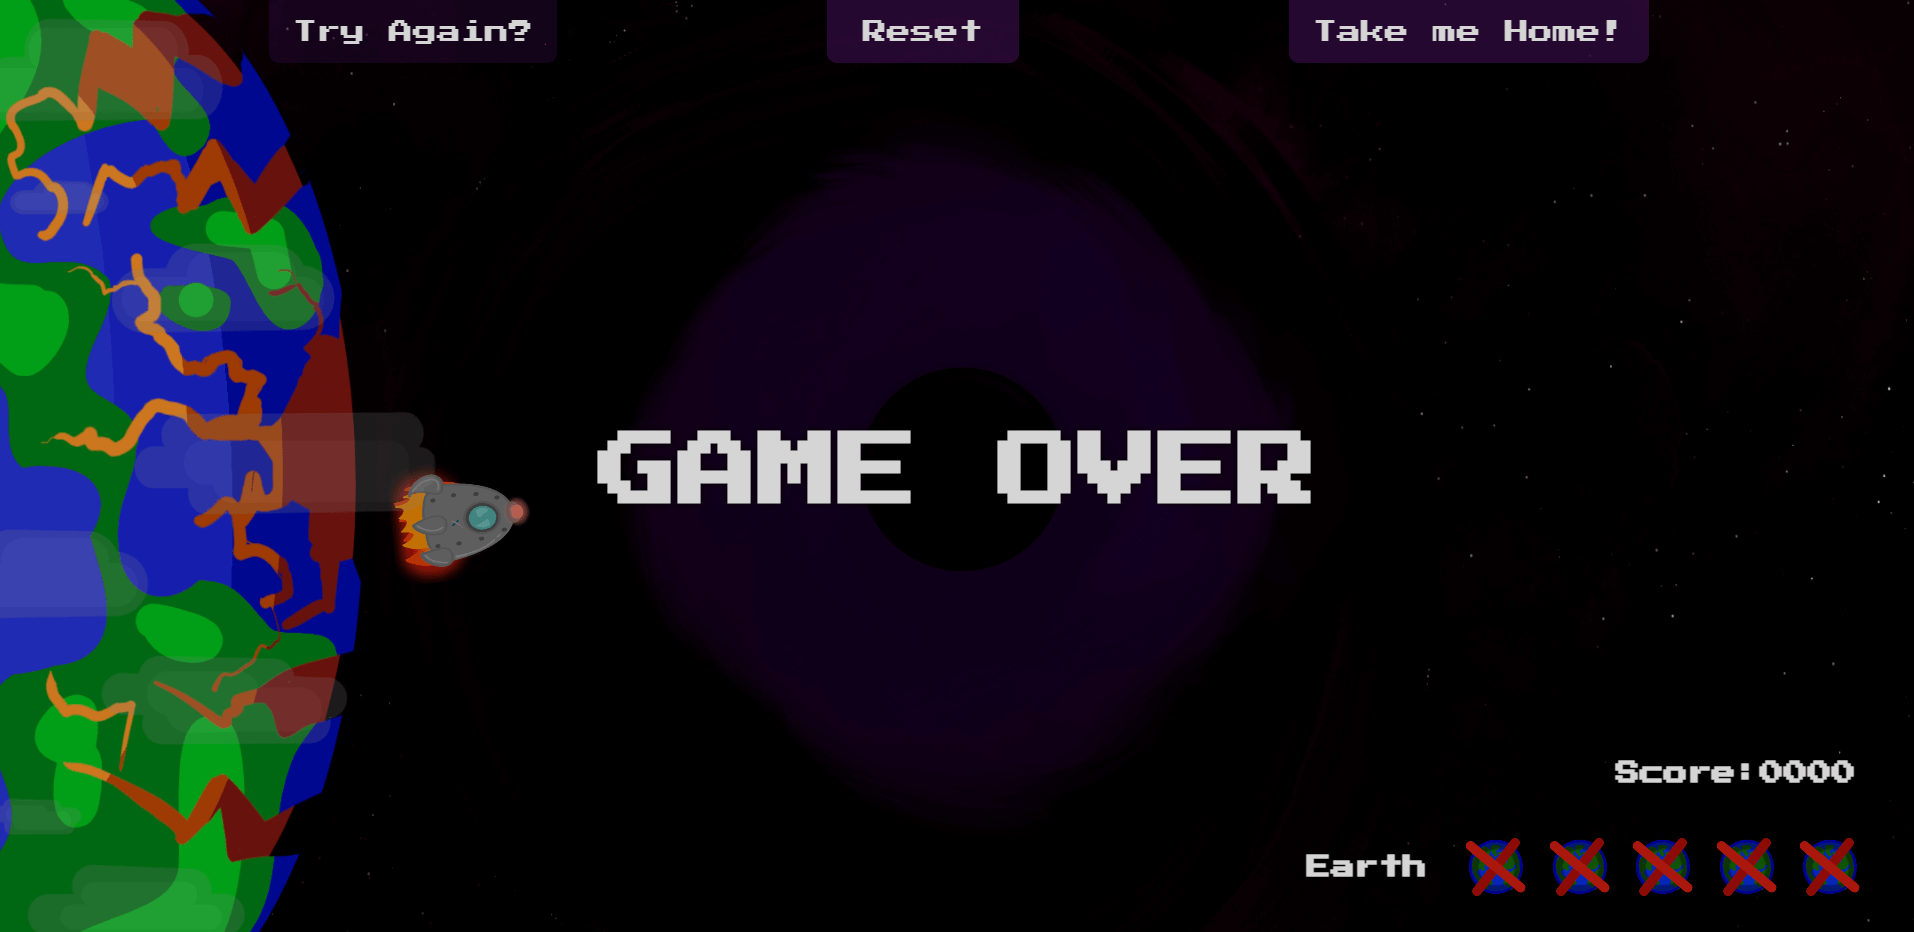 Try Again?
Reset
Take me Home!
GAME OVER
Score:0000
Earth